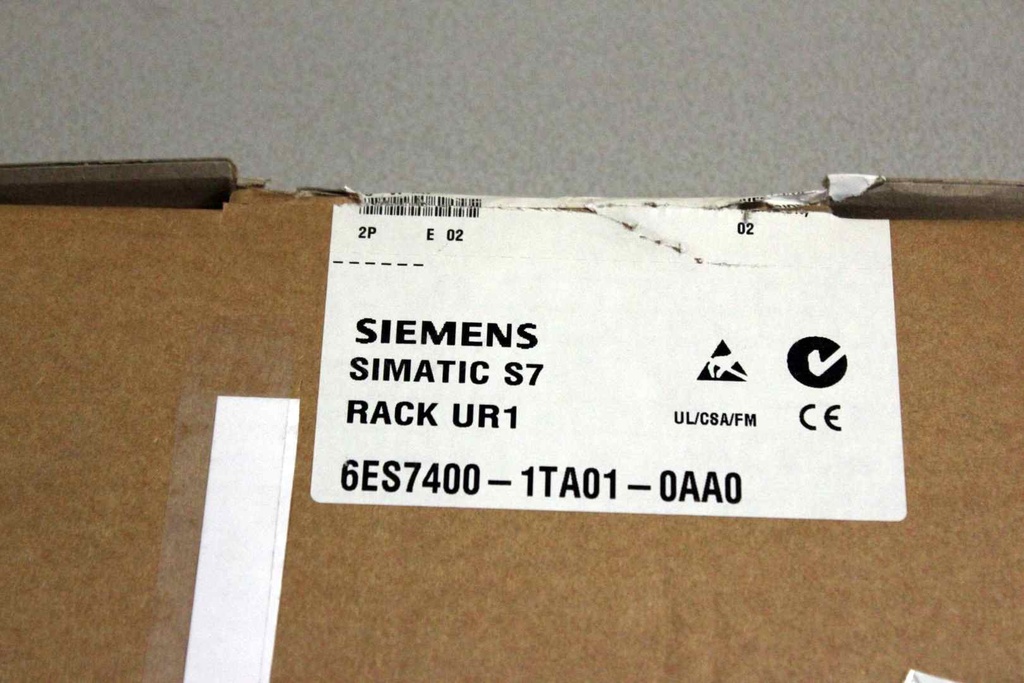 2P E 02 02
SIEMENS
SIMATIC S7
RACK UR1
UL/CSA/FM
CE
6ES7400-1TA01-0AA0